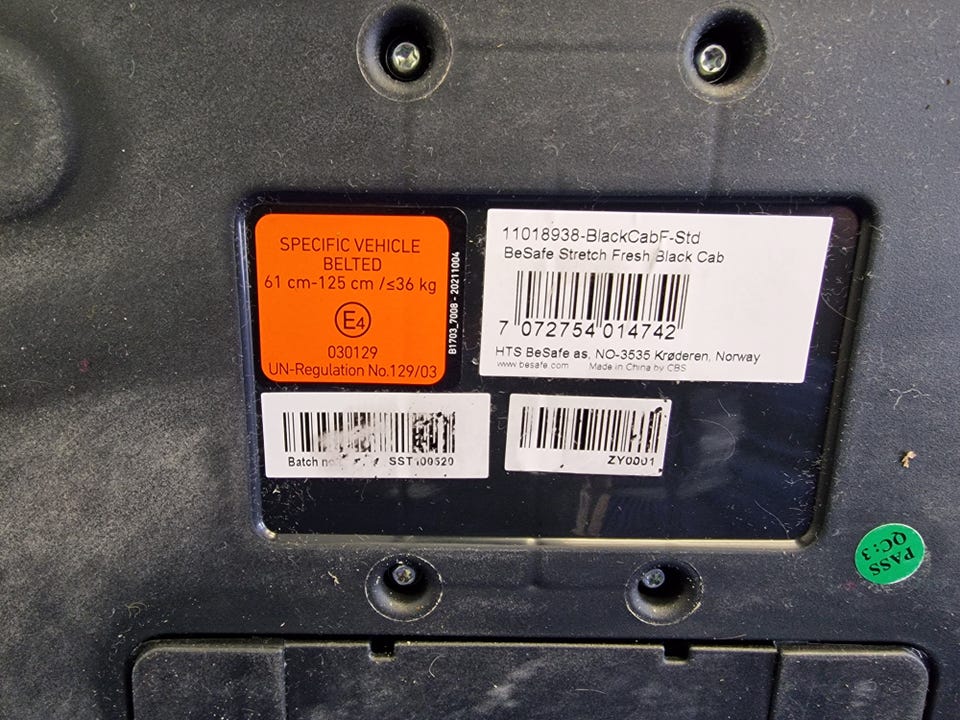 SPECIFIC VEHICLE
BELTED
61 cm-125 cm /≤36 kg
E4
030129
UN-Regulation No.129/03
B1703_7008 - 20211004
11018938-BlackCabF-Std
BeSafe Stretch Fresh Black Cab
7 072754 014742
HTS BeSafe as, NO-3535 Krøderen, Norway
www.besafe.com Made in China by CBS
Batch
ZY0001
PASS
QC: 3